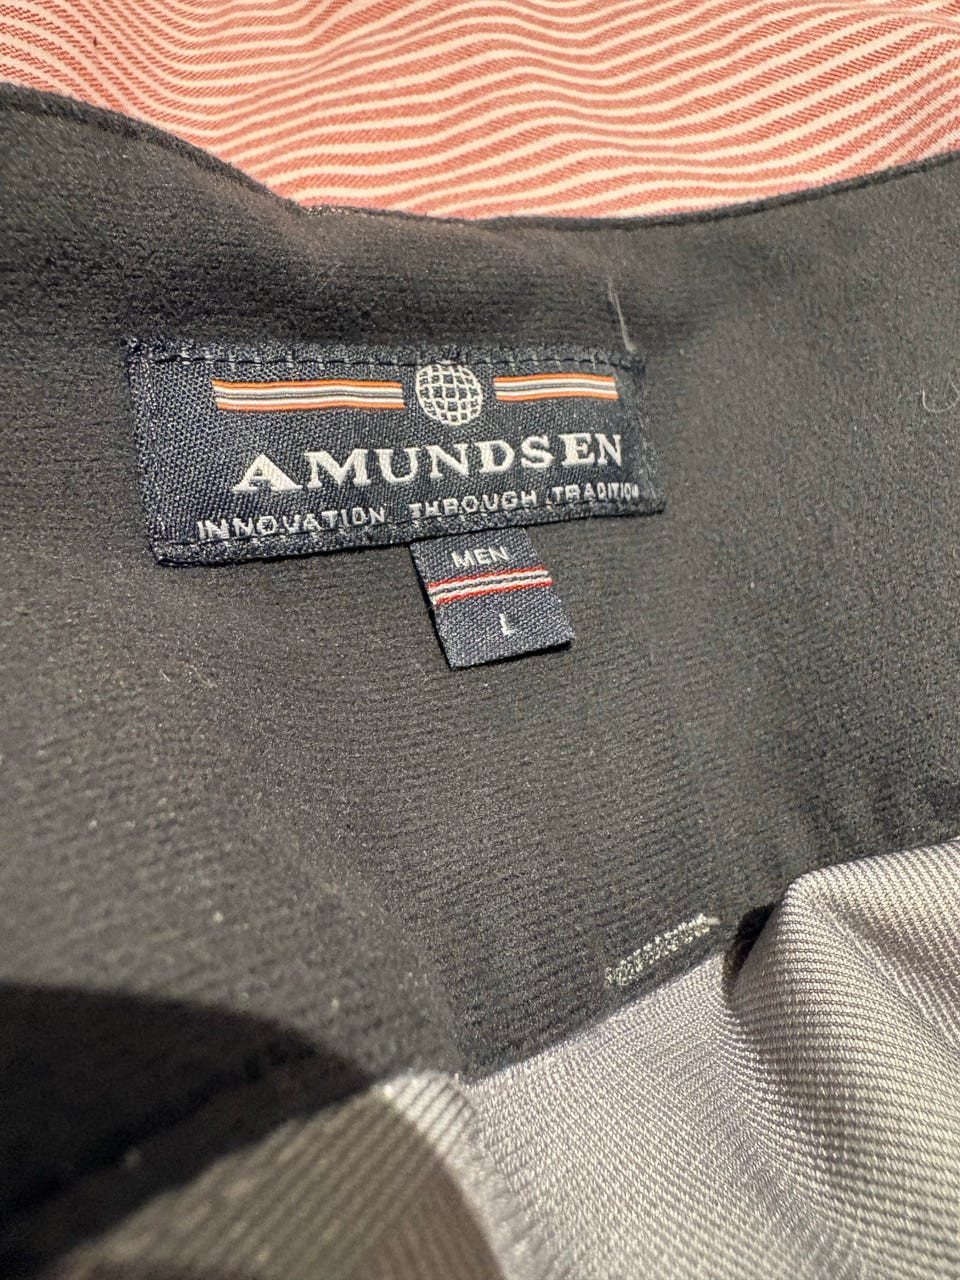 AMUNDSEN
INNOVATION THROUGH TRADITION
MEN
L